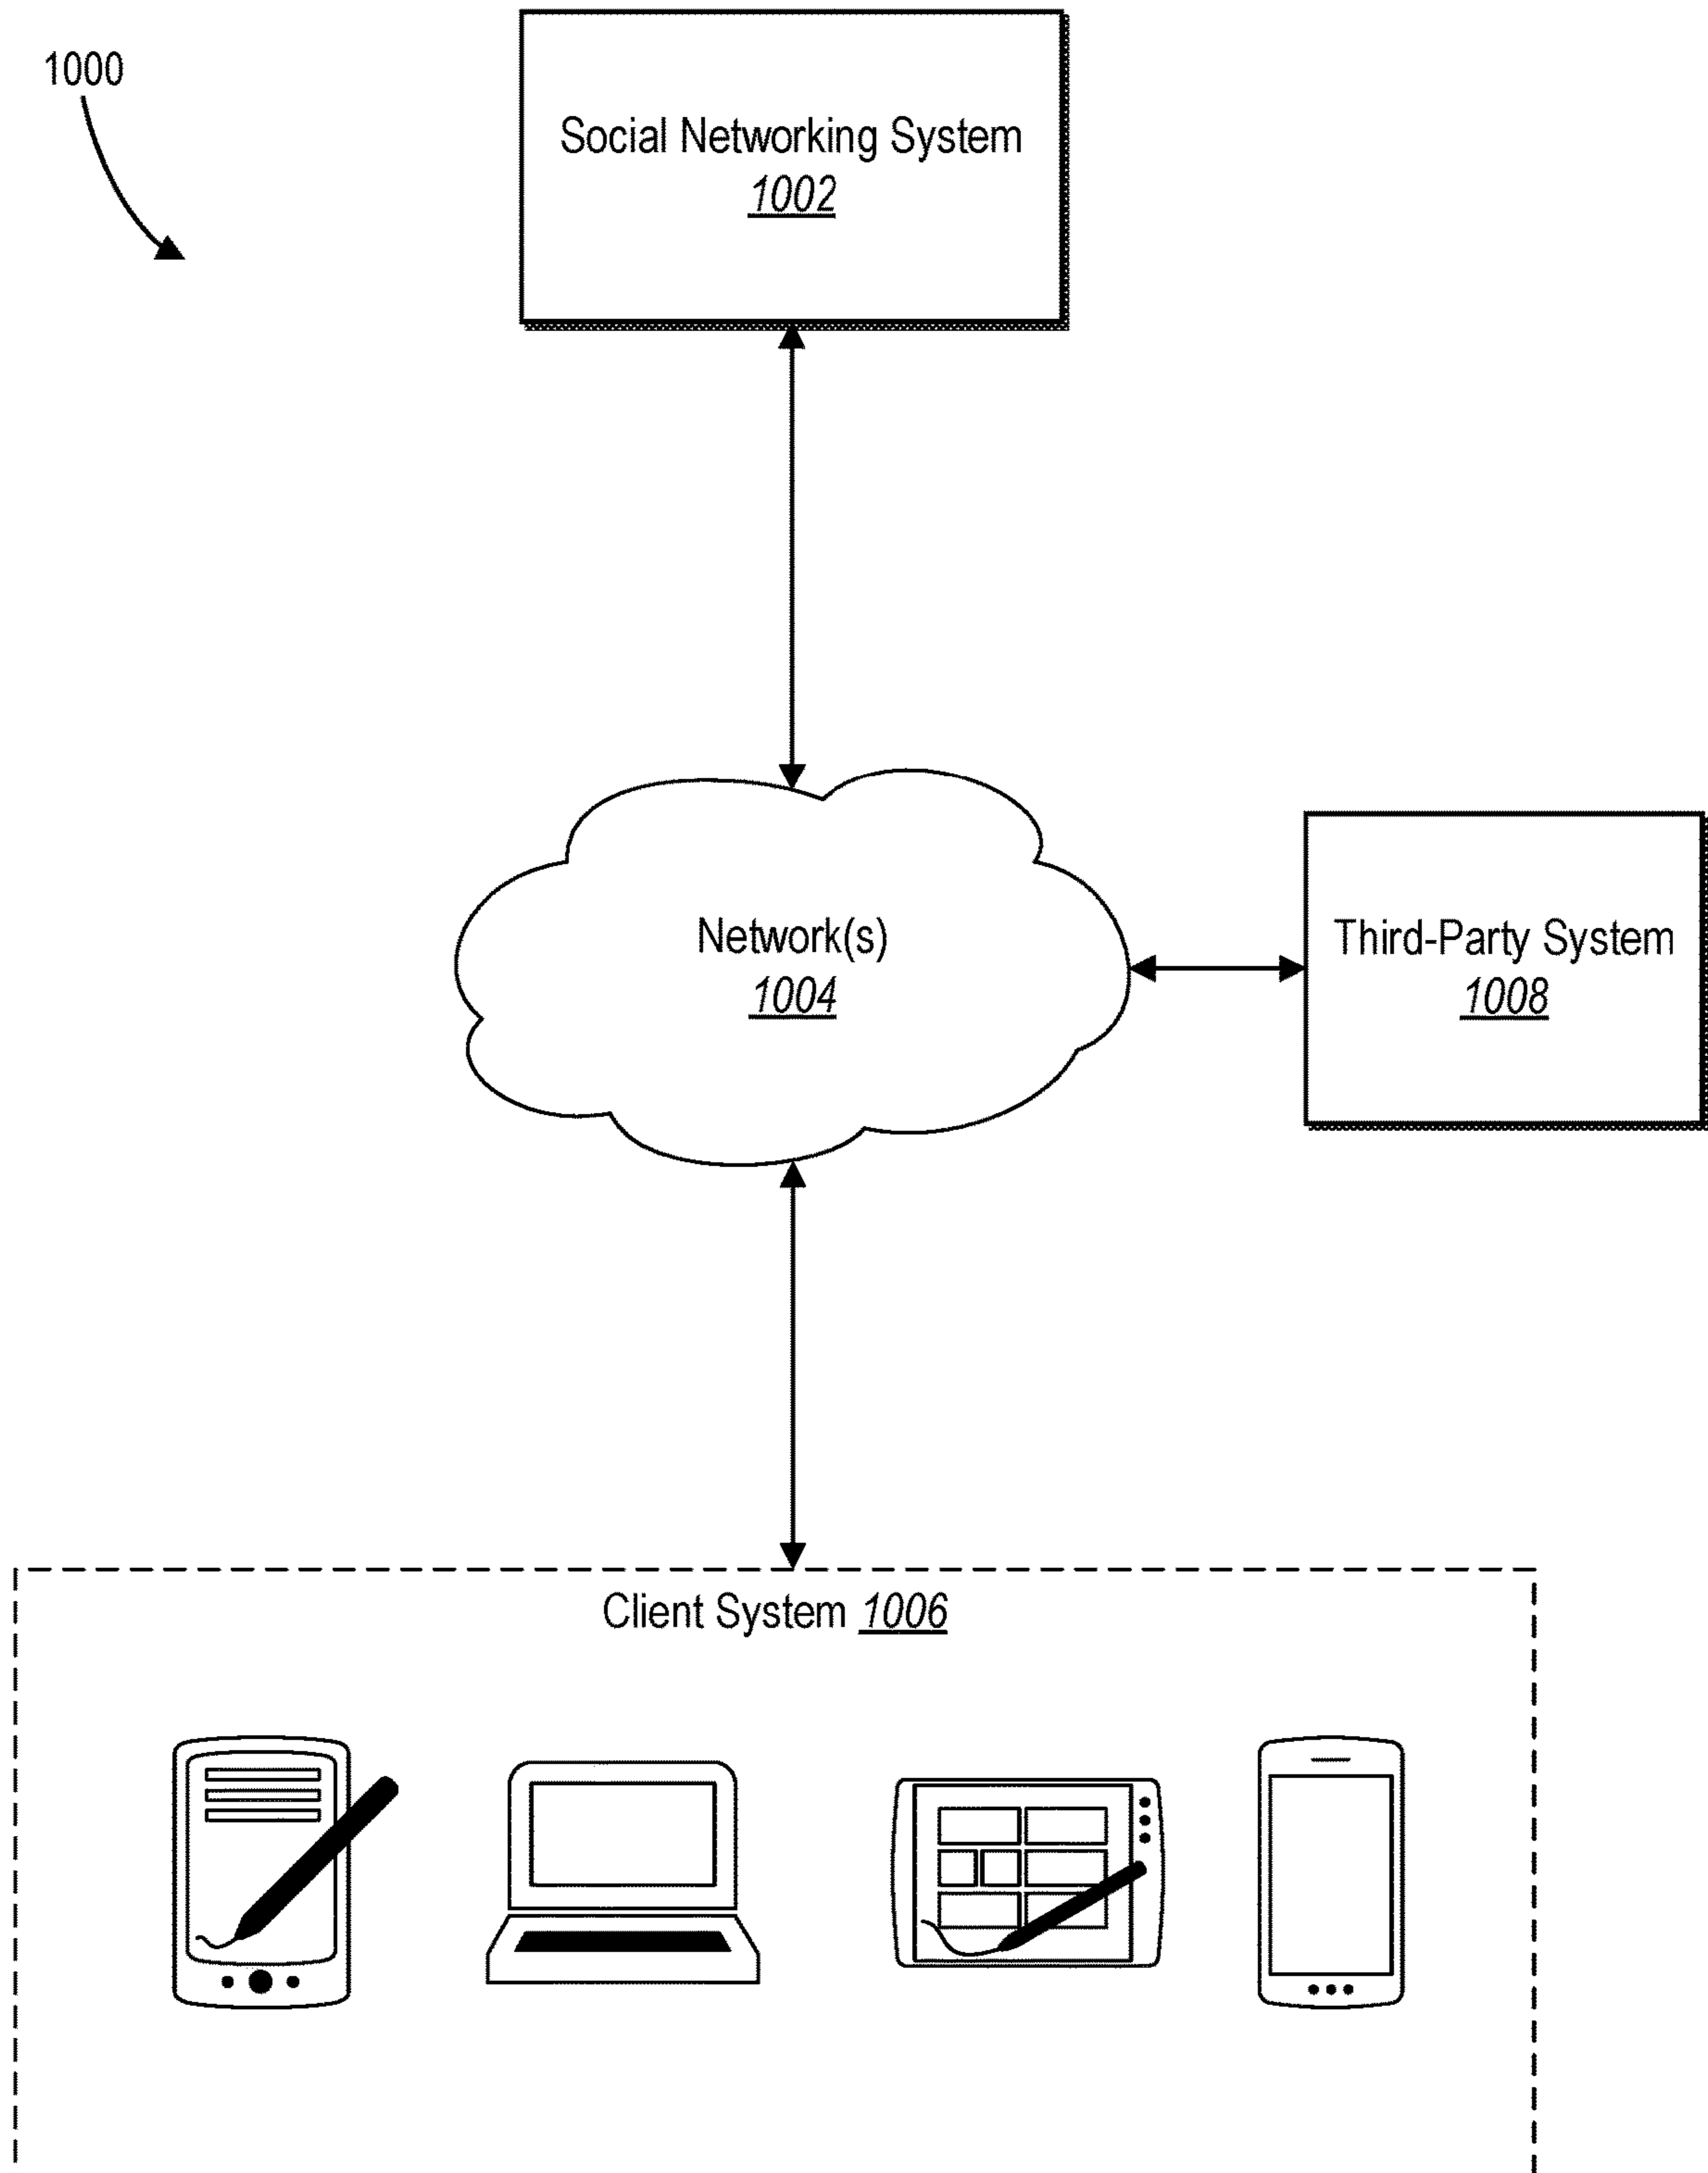 1000
Social Networking System
1002
Network(s)
1004
Third-Party System
1008
Client System 1006